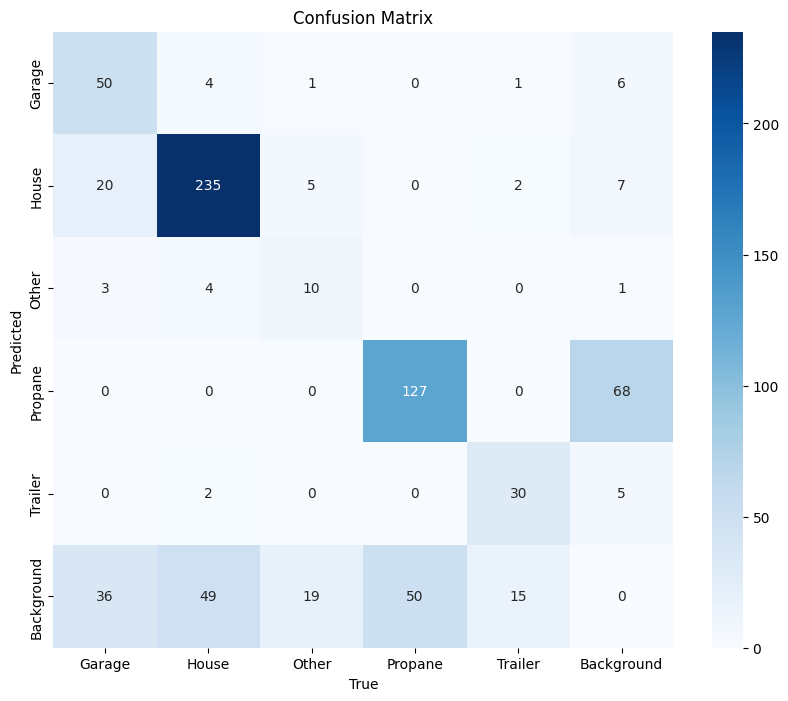 Confusion Matrix
Predicted
Garage 50 4 1 0 1 6
House 20 235 5 0 2 7
Other 3 4 10 0 0 1
Propane 0 0 0 127 0 68
Trailer 0 2 0 0 30 5
Background 36 49 19 50 15 0
Garage House Other Propane Trailer Background
True
200
150
100
50
0